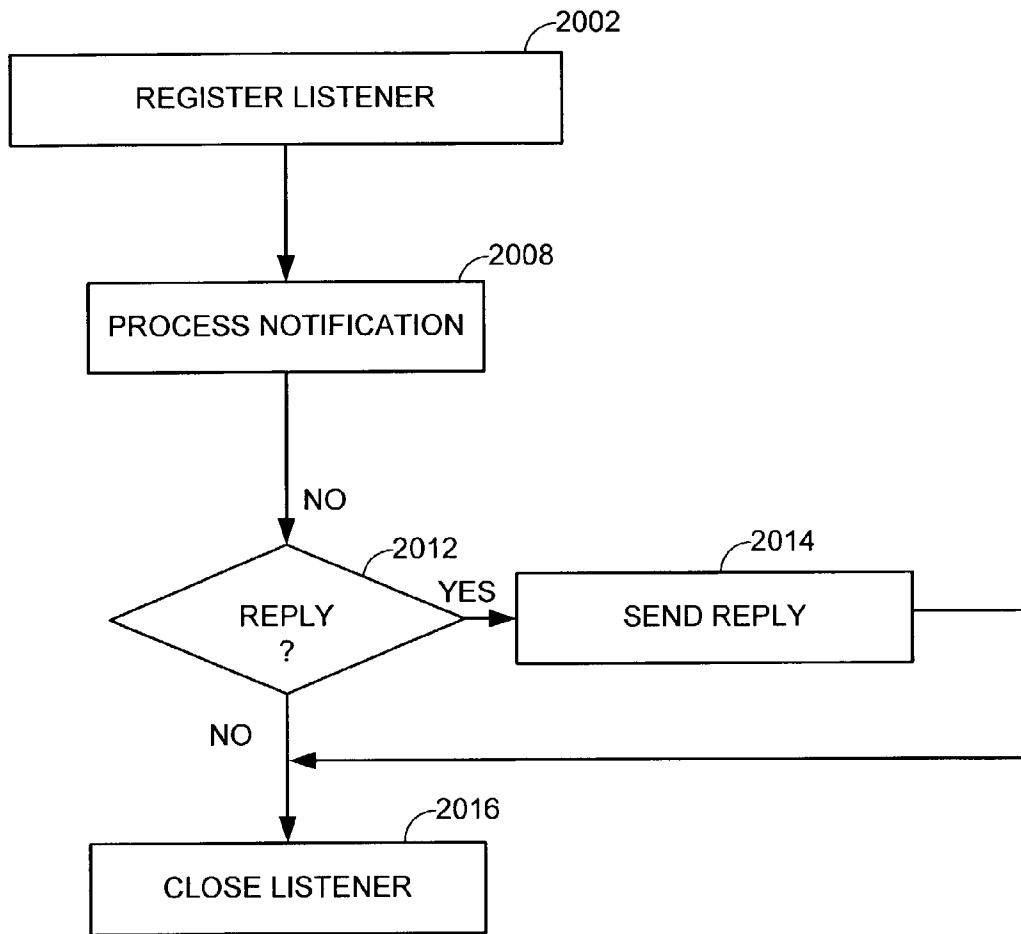 2002
REGISTER LISTENER
2008
PROCESS NOTIFICATION
NO
2012
REPLY
?
YES
2014
SEND REPLY
NO
2016
CLOSE LISTENER